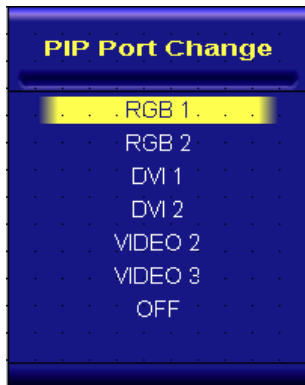 PIP Port Change
RGB 1
RGB 2
DVI 1
DVI 2
VIDEO 2
VIDEO 3
OFF